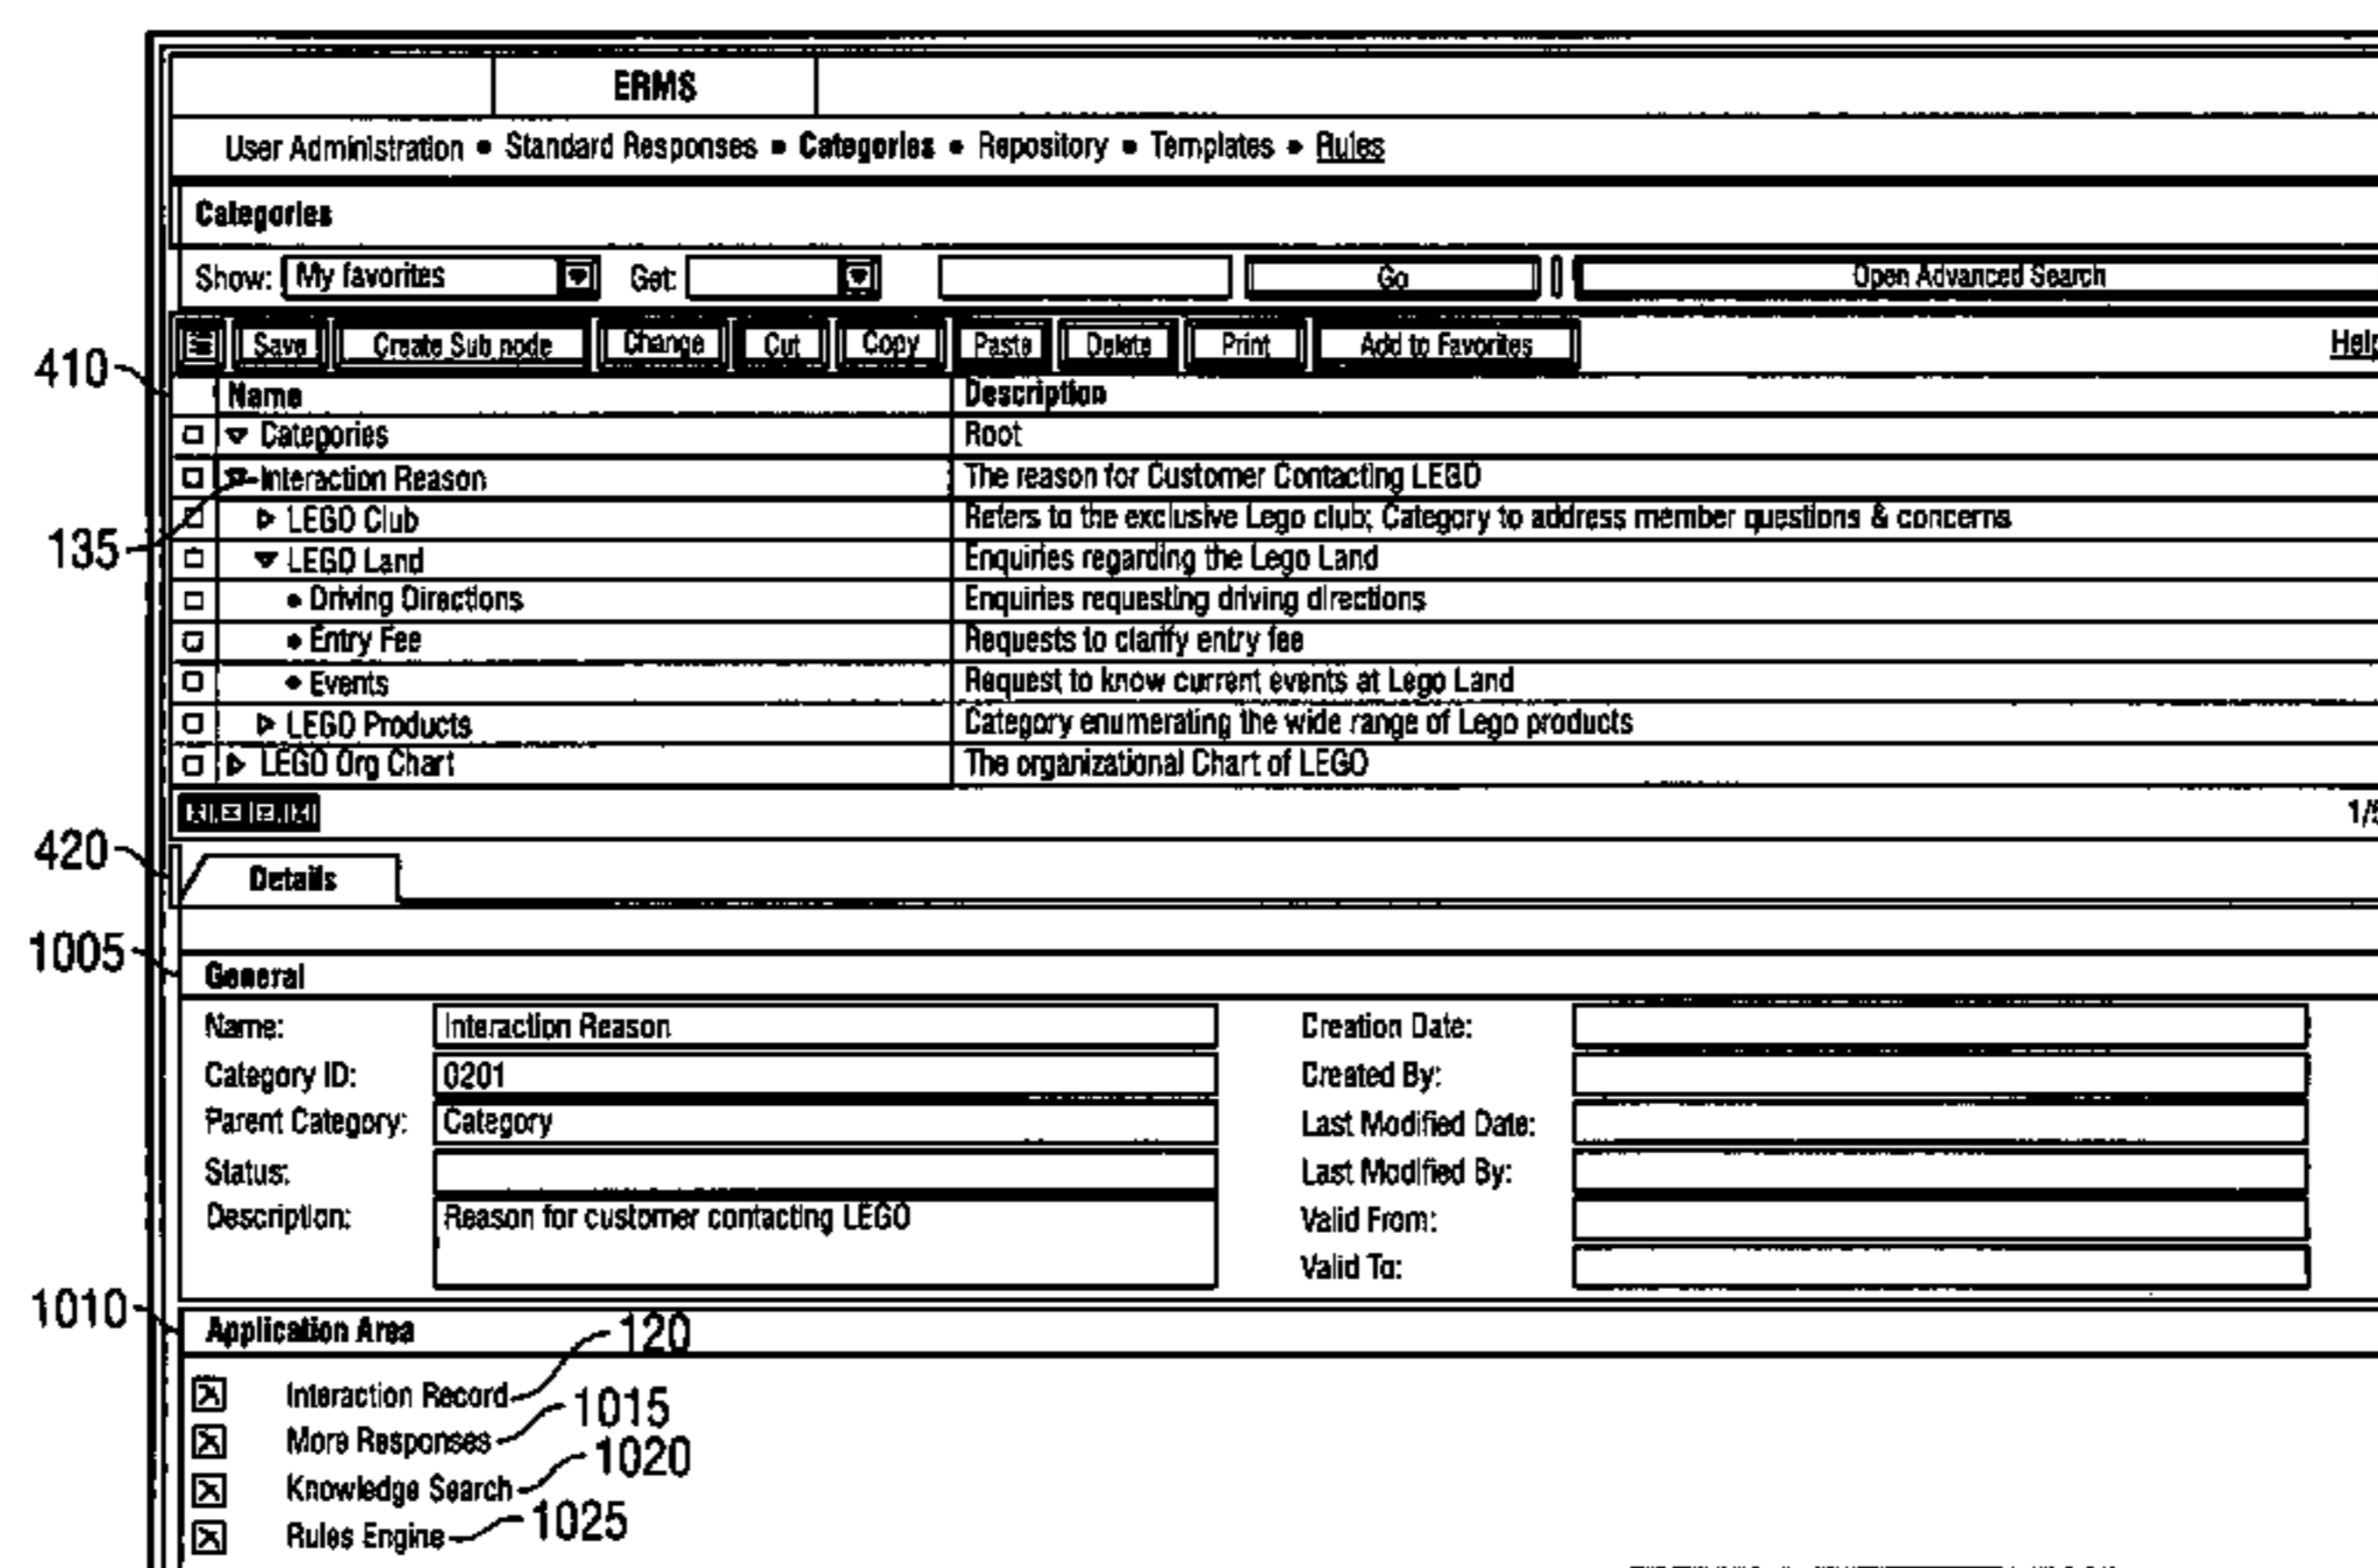 ERMS
User Administration • Standard Responses • Categories • Repository • Templates • Rules
Categories
Show: My favorites Get: Go Open Advanced Search
Save Create Sub node Change Cut Copy Paste Delete Print Add to Favorites
410
Name Description
Categories Root
Interaction Reason The reason for Customer Contacting LEGO
LEGO Club Refers to the exclusive Lego club; Category to address member questions & concerns
135
LEGO Land Enquiries regarding the Lego Land
• Driving Directions Enquiries requesting driving directions
• Entry Fee Requests to clarify entry fee
• Events Request to know current events at Lego Land
LEGO Products Category enumerating the wide range of Lego products
LEGO Org Chart The organizational Chart of LEGO
420
Details
1005
General
Name: Interaction Reason Creation Date:
Category ID: 0201 Created By:
Parent Category: Category Last Modified Date:
Status: Last Modified By:
Description: Reason for customer contacting LEGO Valid From:
Valid To:
1010
Application Area
120
Interaction Record
1015
More Responses
1020
Knowledge Search
1025
Rules Engine